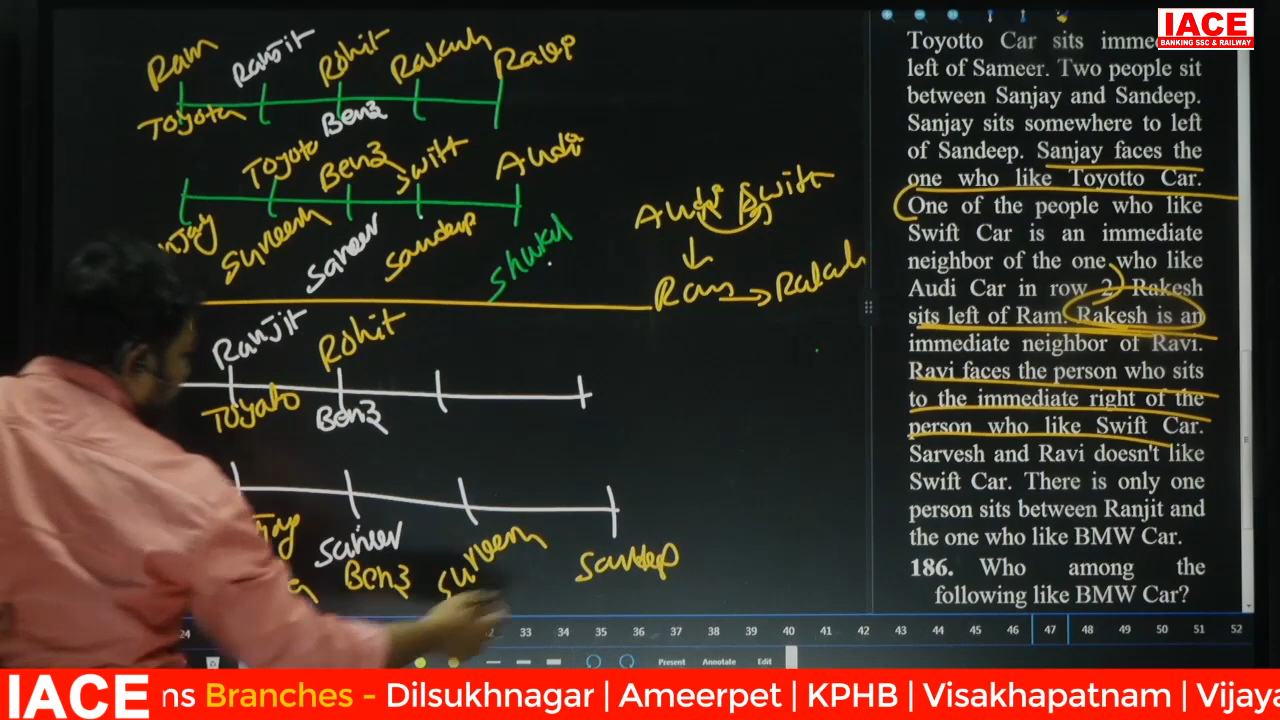 Ram Ranjit Rohit Rakesh Ravi
Toyota Benz
Toyoto Benz Swift Audi
Suneem Sameer Sandeep
Audi Swift
Ranjit Rohit
Toyato Benz
Sameer Suneem Sandeep
Benz
IACE
BANKING SSC & RAILWAY
Toyotto Car sits
left of Sameer. Two people sit
between Sanjay and Sandeep.
Sanjay sits somewhere to left
of Sandeep. Sanjay faces the
one who like Toyotto Car.
One of the people who like
Swift Car is an immediate
neighbor of the one who like
Audi Car in row 2. Rakesh
sits left of Ram. Rakesh is an
immediate neighbor of Ravi.
Ravi faces the person who sits
to the immediate right of the
person who like Swift Car.
Sarvesh and Ravi doesn't like
Swift Car. There is only one
person sits between Ranjit and
the one who like BMW Car.
186. Who among the
following like BMW Car?
24 33 34 35 36 37 38 39 40 41 42 43 44 45 46 47 48 49 50 51 52
Present Annotate Edit
IACE ns Branches - Dilsukhnagar | Ameerpet | KPHB | Visakhapatnam | Vijaya